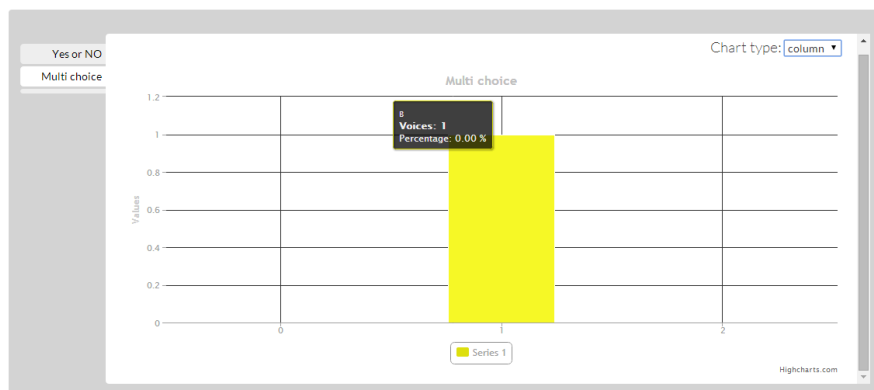 Yes or NO
Multi choice
Chart type: column
Multi choice
1.2
1
0.8
0.6
0.4
0.2
0
Values
B
Voices: 1
Percentage: 0.00 %
0 1 2
Series 1
Highcharts.com